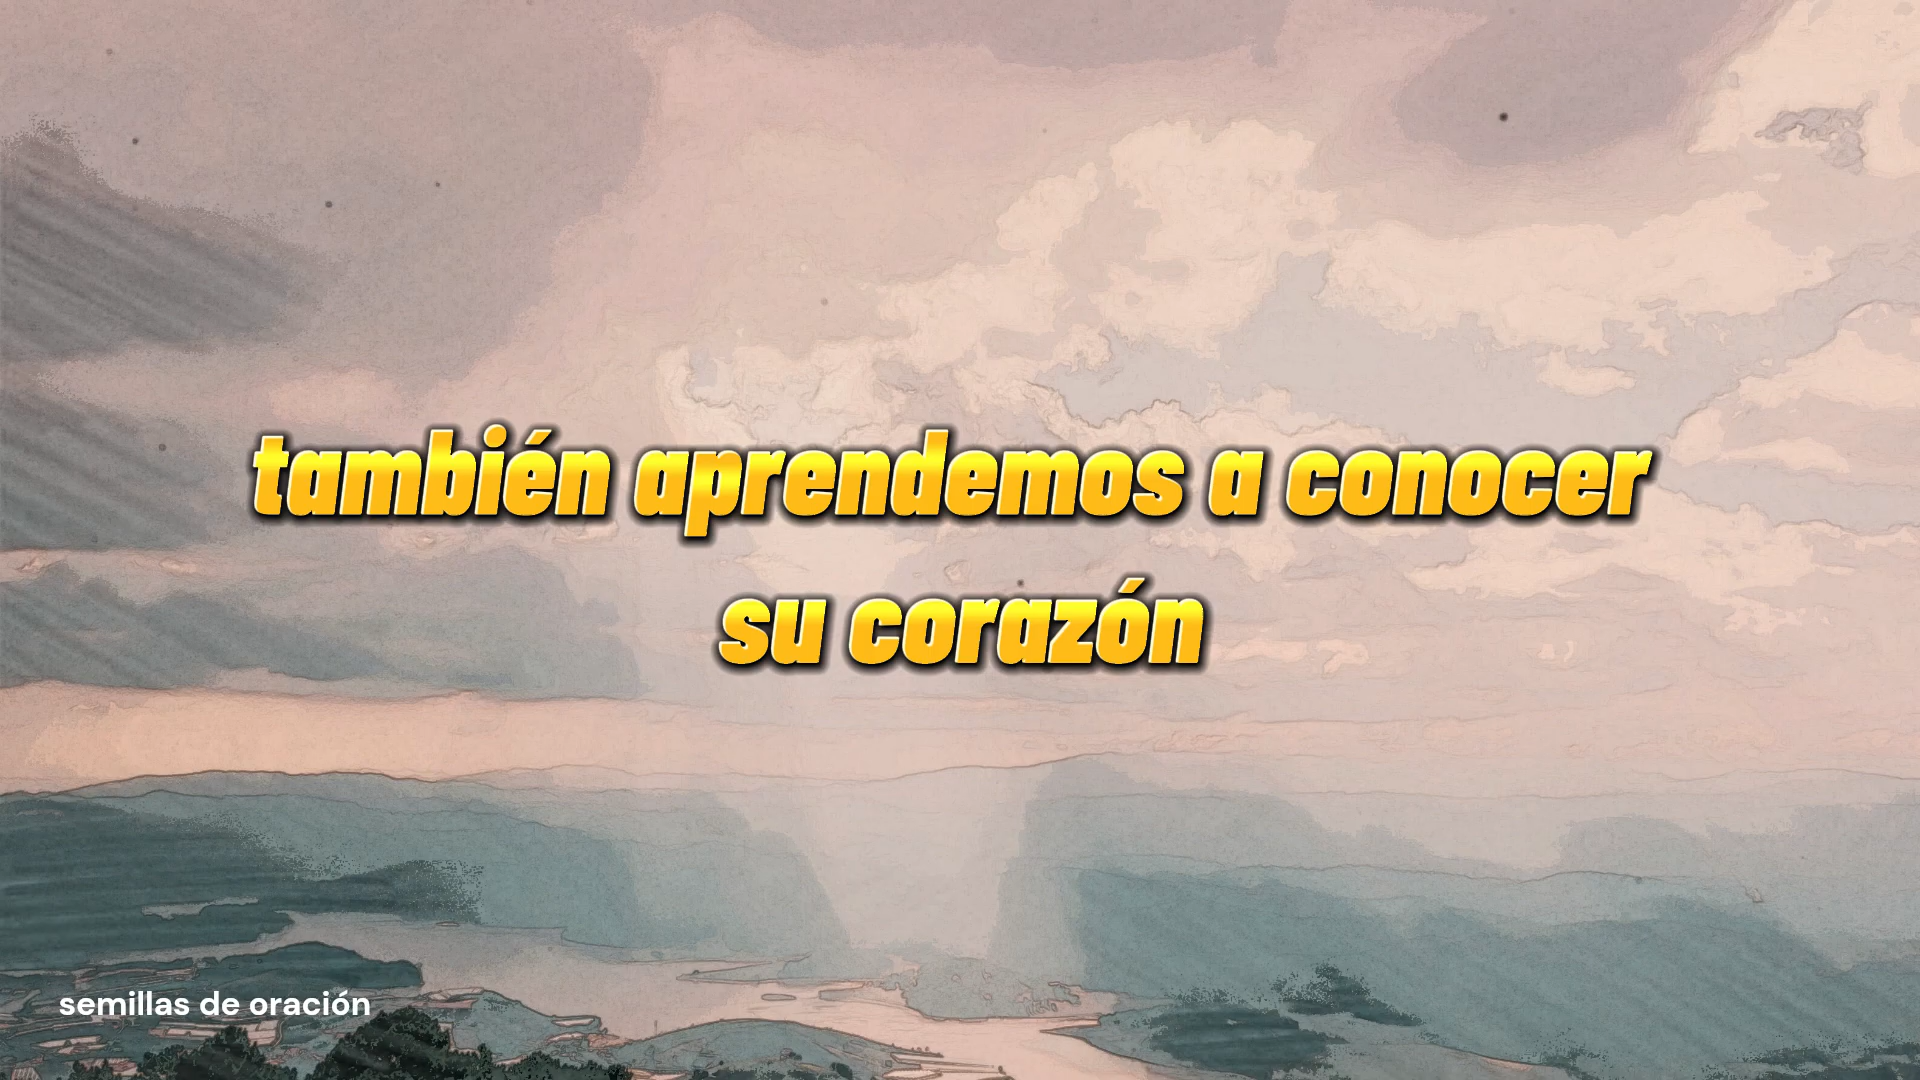 también aprendemos a conocer
su corazón
semillas de oración